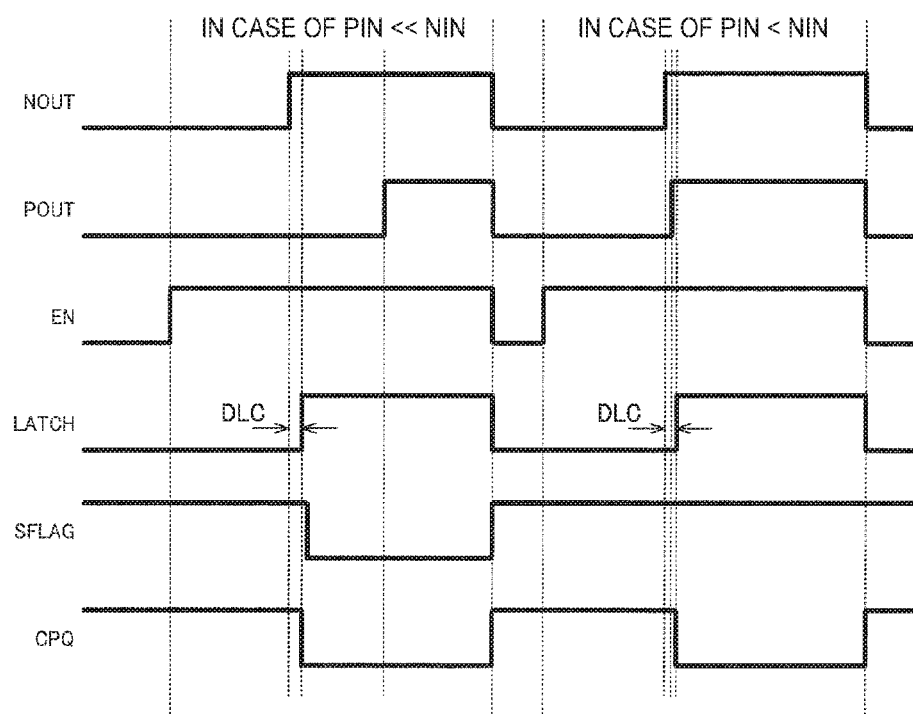 IN CASE OF PIN << NIN
IN CASE OF PIN < NIN
NOUT
POUT
EN
LATCH
DLC
DLC
SFLAG
CPQ